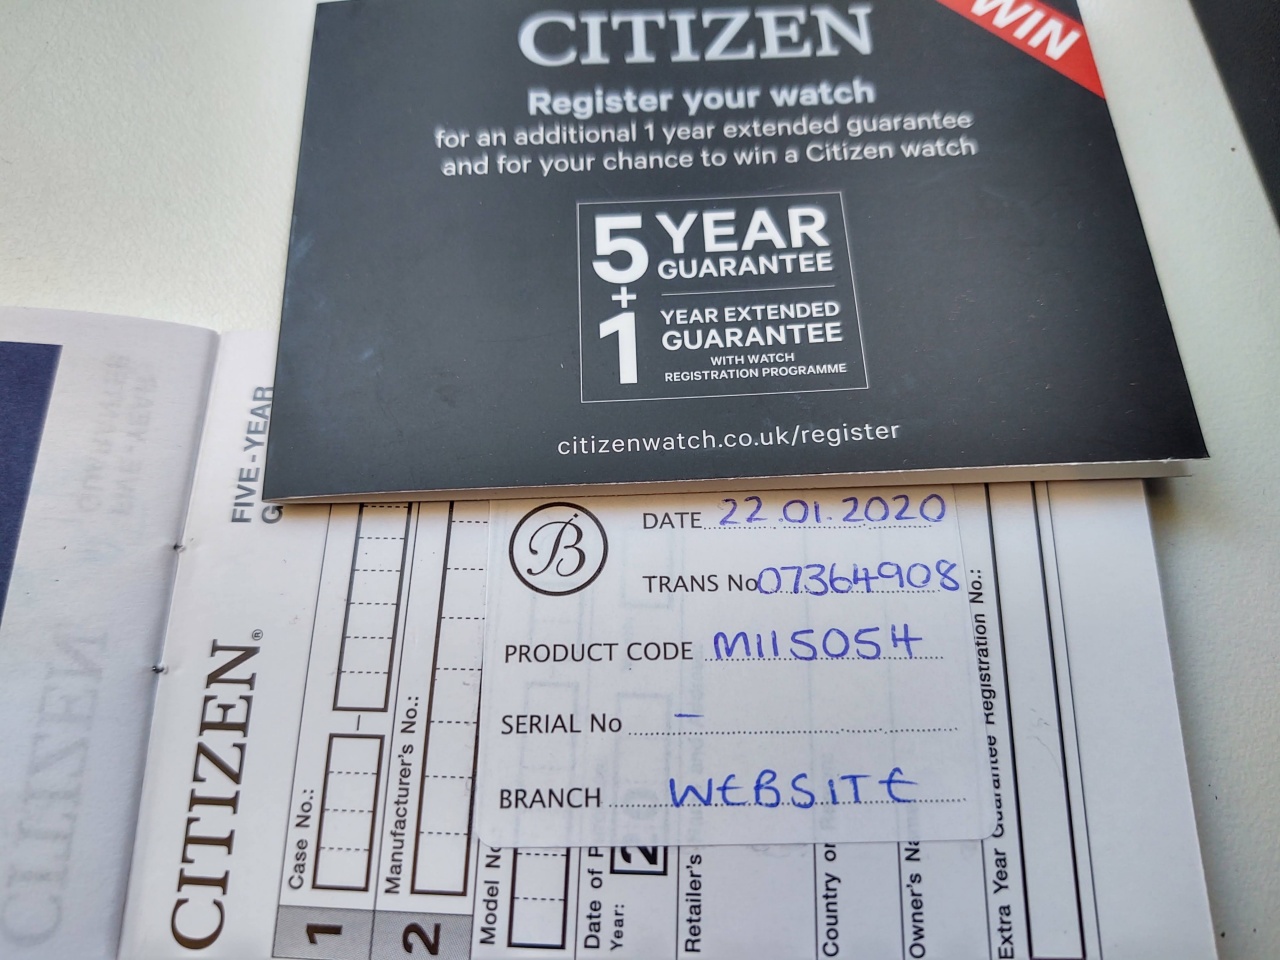 CITIZEN
WIN
Register your watch
for an additional 1 year extended guarantee
and for your chance to win a Citizen watch
5 YEAR
GUARANTEE
+
1 YEAR EXTENDED
GUARANTEE
WITH WATCH
REGISTRATION PROGRAMME
citizenwatch.co.uk/register
B
DATE 22.01.2020
TRANS No 07364908
PRODUCT CODE M115054
SERIAL No –
BRANCH WEBSITE
FIVE-YEAR
CITIZEN®
1
Case No.:
2
Manufacturer's No.:
Model
Date of
Year: 20
Retailer's
Country or
Owner's
Extra Year Guarantee Registration No.: